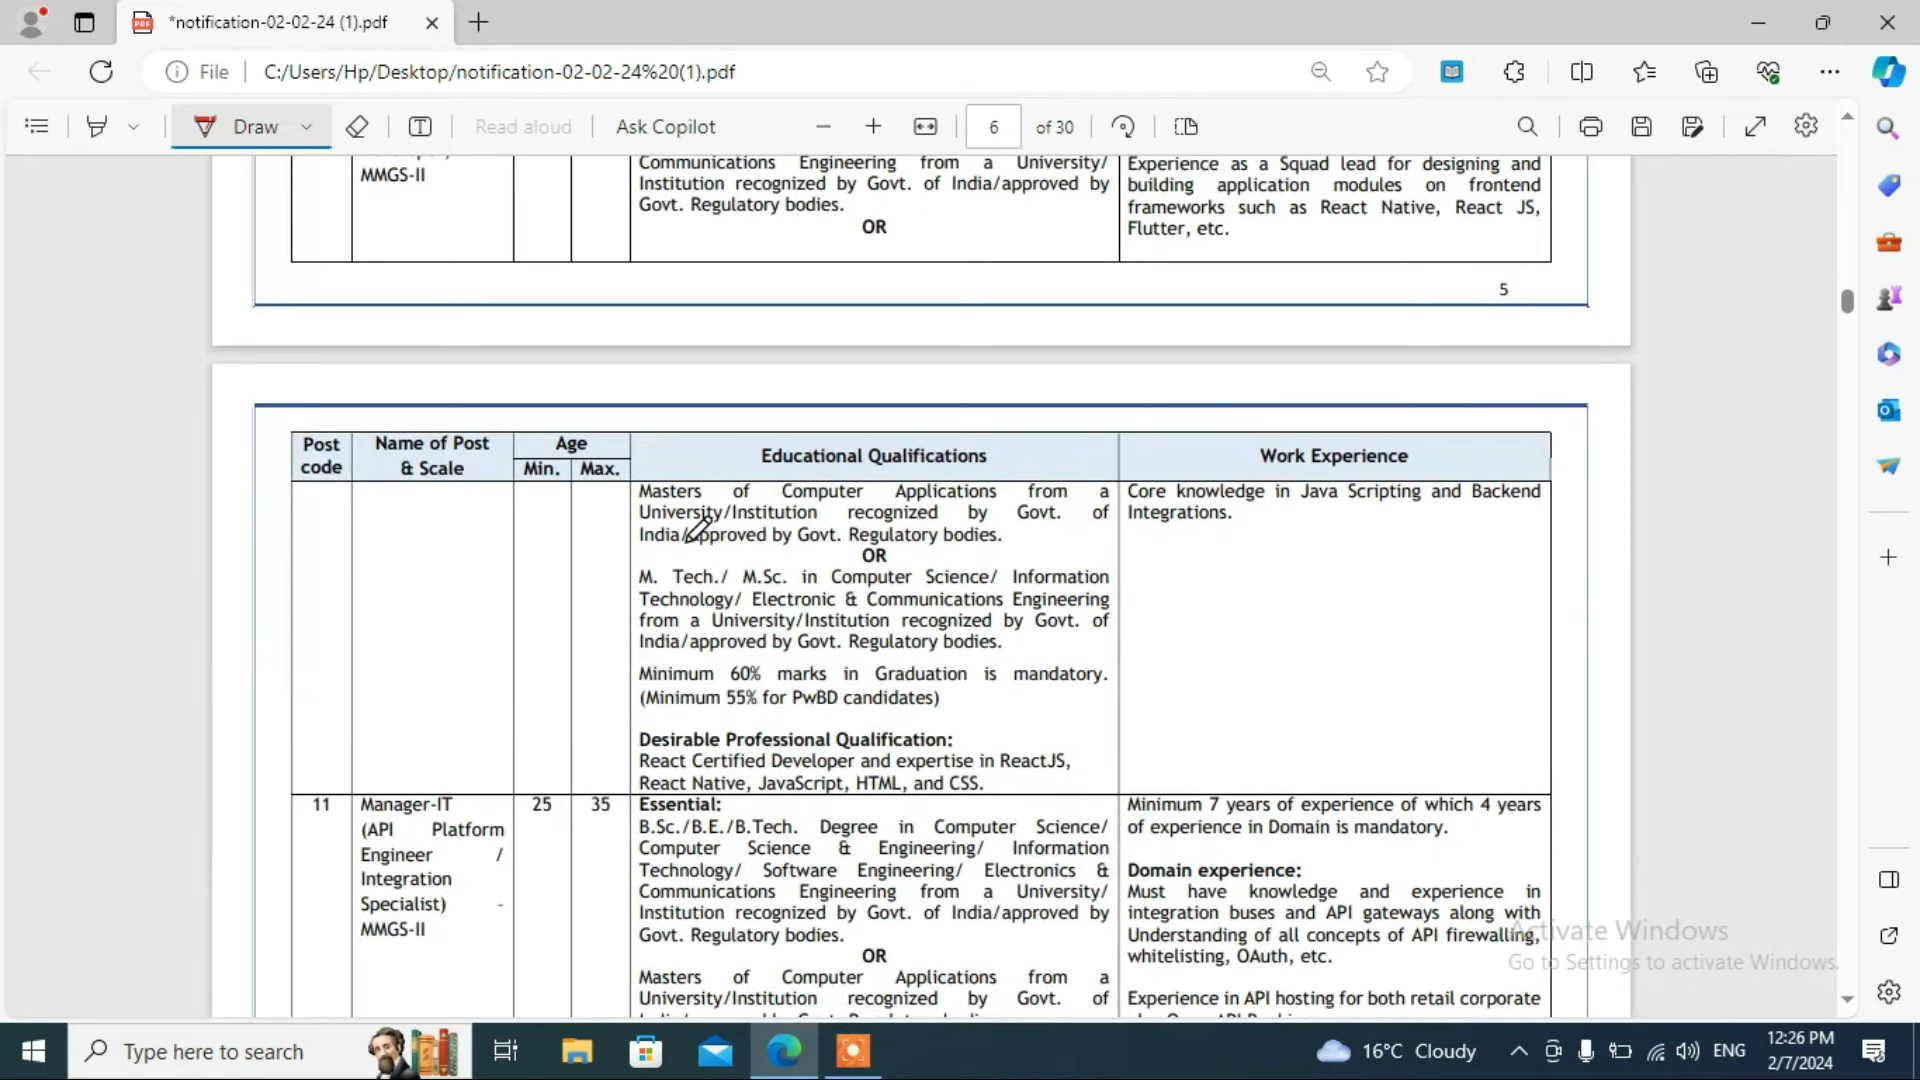 *notification-02-02-24 (1).pdf
File
C:/Users/Hp/Desktop/notification-02-02-24%20(1).pdf
Draw
Read aloud
Ask Copilot
6
of 30
MMGS-II
Communications Engineering from a University/
Institution recognized by Govt. of India/approved by
Govt. Regulatory bodies.
OR
Experience as a Squad lead for designing and
building application modules on frontend
frameworks such as React Native, React JS,
Flutter, etc.
5
Post
code
Name of Post
& Scale
Age
Min.
Max.
Educational Qualifications
Work Experience
Masters of Computer Applications from a
University/Institution recognized by Govt. of
India/approved by Govt. Regulatory bodies.
OR
M. Tech./ M.Sc. in Computer Science/ Information
Technology/ Electronic & Communications Engineering
from a University/Institution recognized by Govt. of
India/approved by Govt. Regulatory bodies.
Minimum 60% marks in Graduation is mandatory.
(Minimum 55% for PwBD candidates)
Desirable Professional Qualification:
React Certified Developer and expertise in ReactJS,
React Native, JavaScript, HTML, and CSS.
Core knowledge in Java Scripting and Backend
Integrations.
11
Manager-IT
(API Platform
Engineer /
Integration
Specialist) -
MMGS-II
25
35
Essential:
B.Sc./B.E./B.Tech. Degree in Computer Science/
Computer Science & Engineering/ Information
Technology/ Software Engineering/ Electronics &
Communications Engineering from a University/
Institution recognized by Govt. of India/approved by
Govt. Regulatory bodies.
OR
Masters of Computer Applications from a
University/Institution recognized by Govt. of
Minimum 7 years of experience of which 4 years
of experience in Domain is mandatory.
Domain experience:
Must have knowledge and experience in
integration buses and API gateways along with
Understanding of all concepts of API firewalling,
whitelisting, OAuth, etc.
Experience in API hosting for both retail corporate
Activate Windows
Go to Settings to activate Windows.
Type here to search
16°C Cloudy
ENG
12:26 PM
2/7/2024